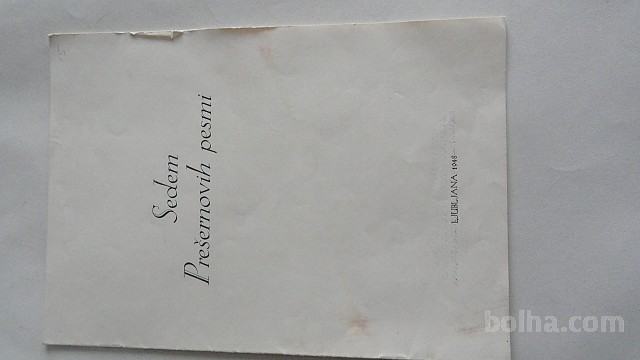 Sedem
Prešernovih pesmi
LJUBLJANA 1948
bolha.com